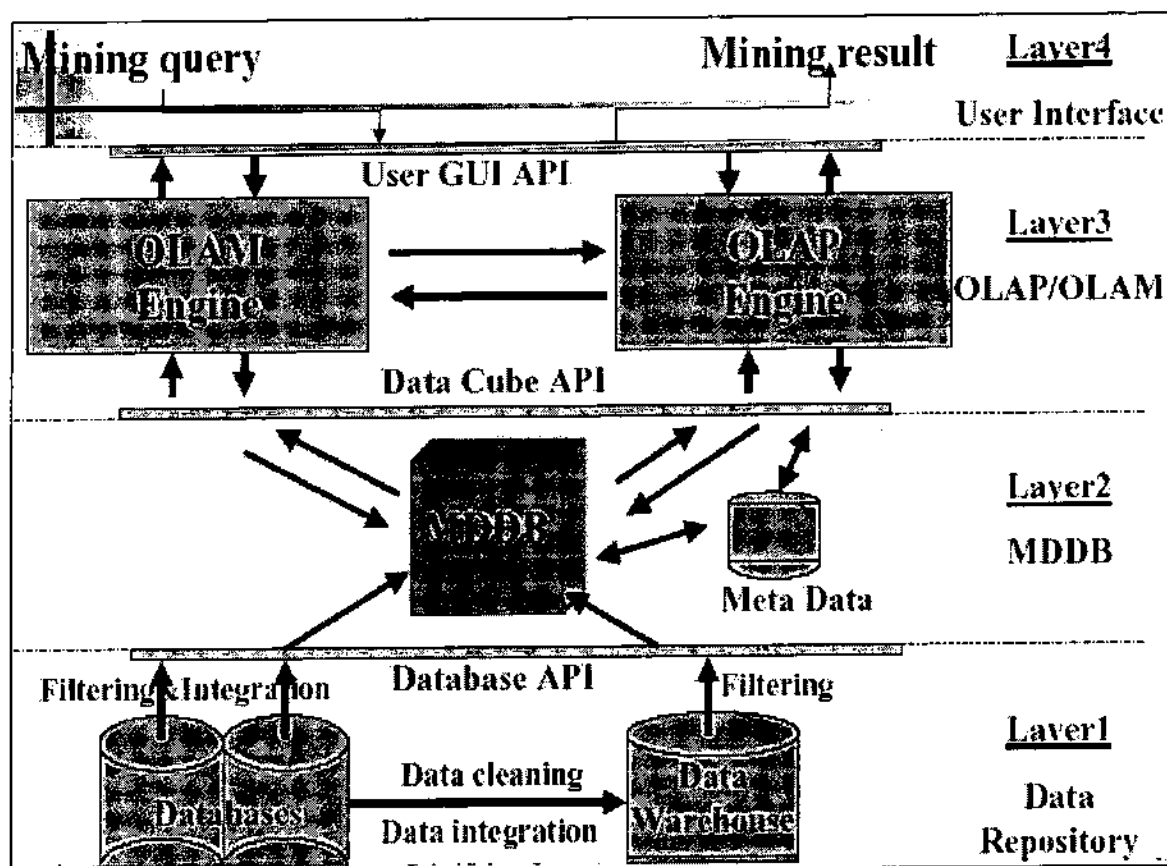 Mining query
Mining result
Layer4
User Interface
User GUI API
OLAM
Engine
OLAP
Engine
Layer3
OLAP/OLAM
Data Cube API
MDDB
Layer2
MDDB
Meta Data
Database API
Filtering &Integration
Filtering
Layer1
Databases
Data cleaning
Data integration
Data
Warehouse
Data
Repository